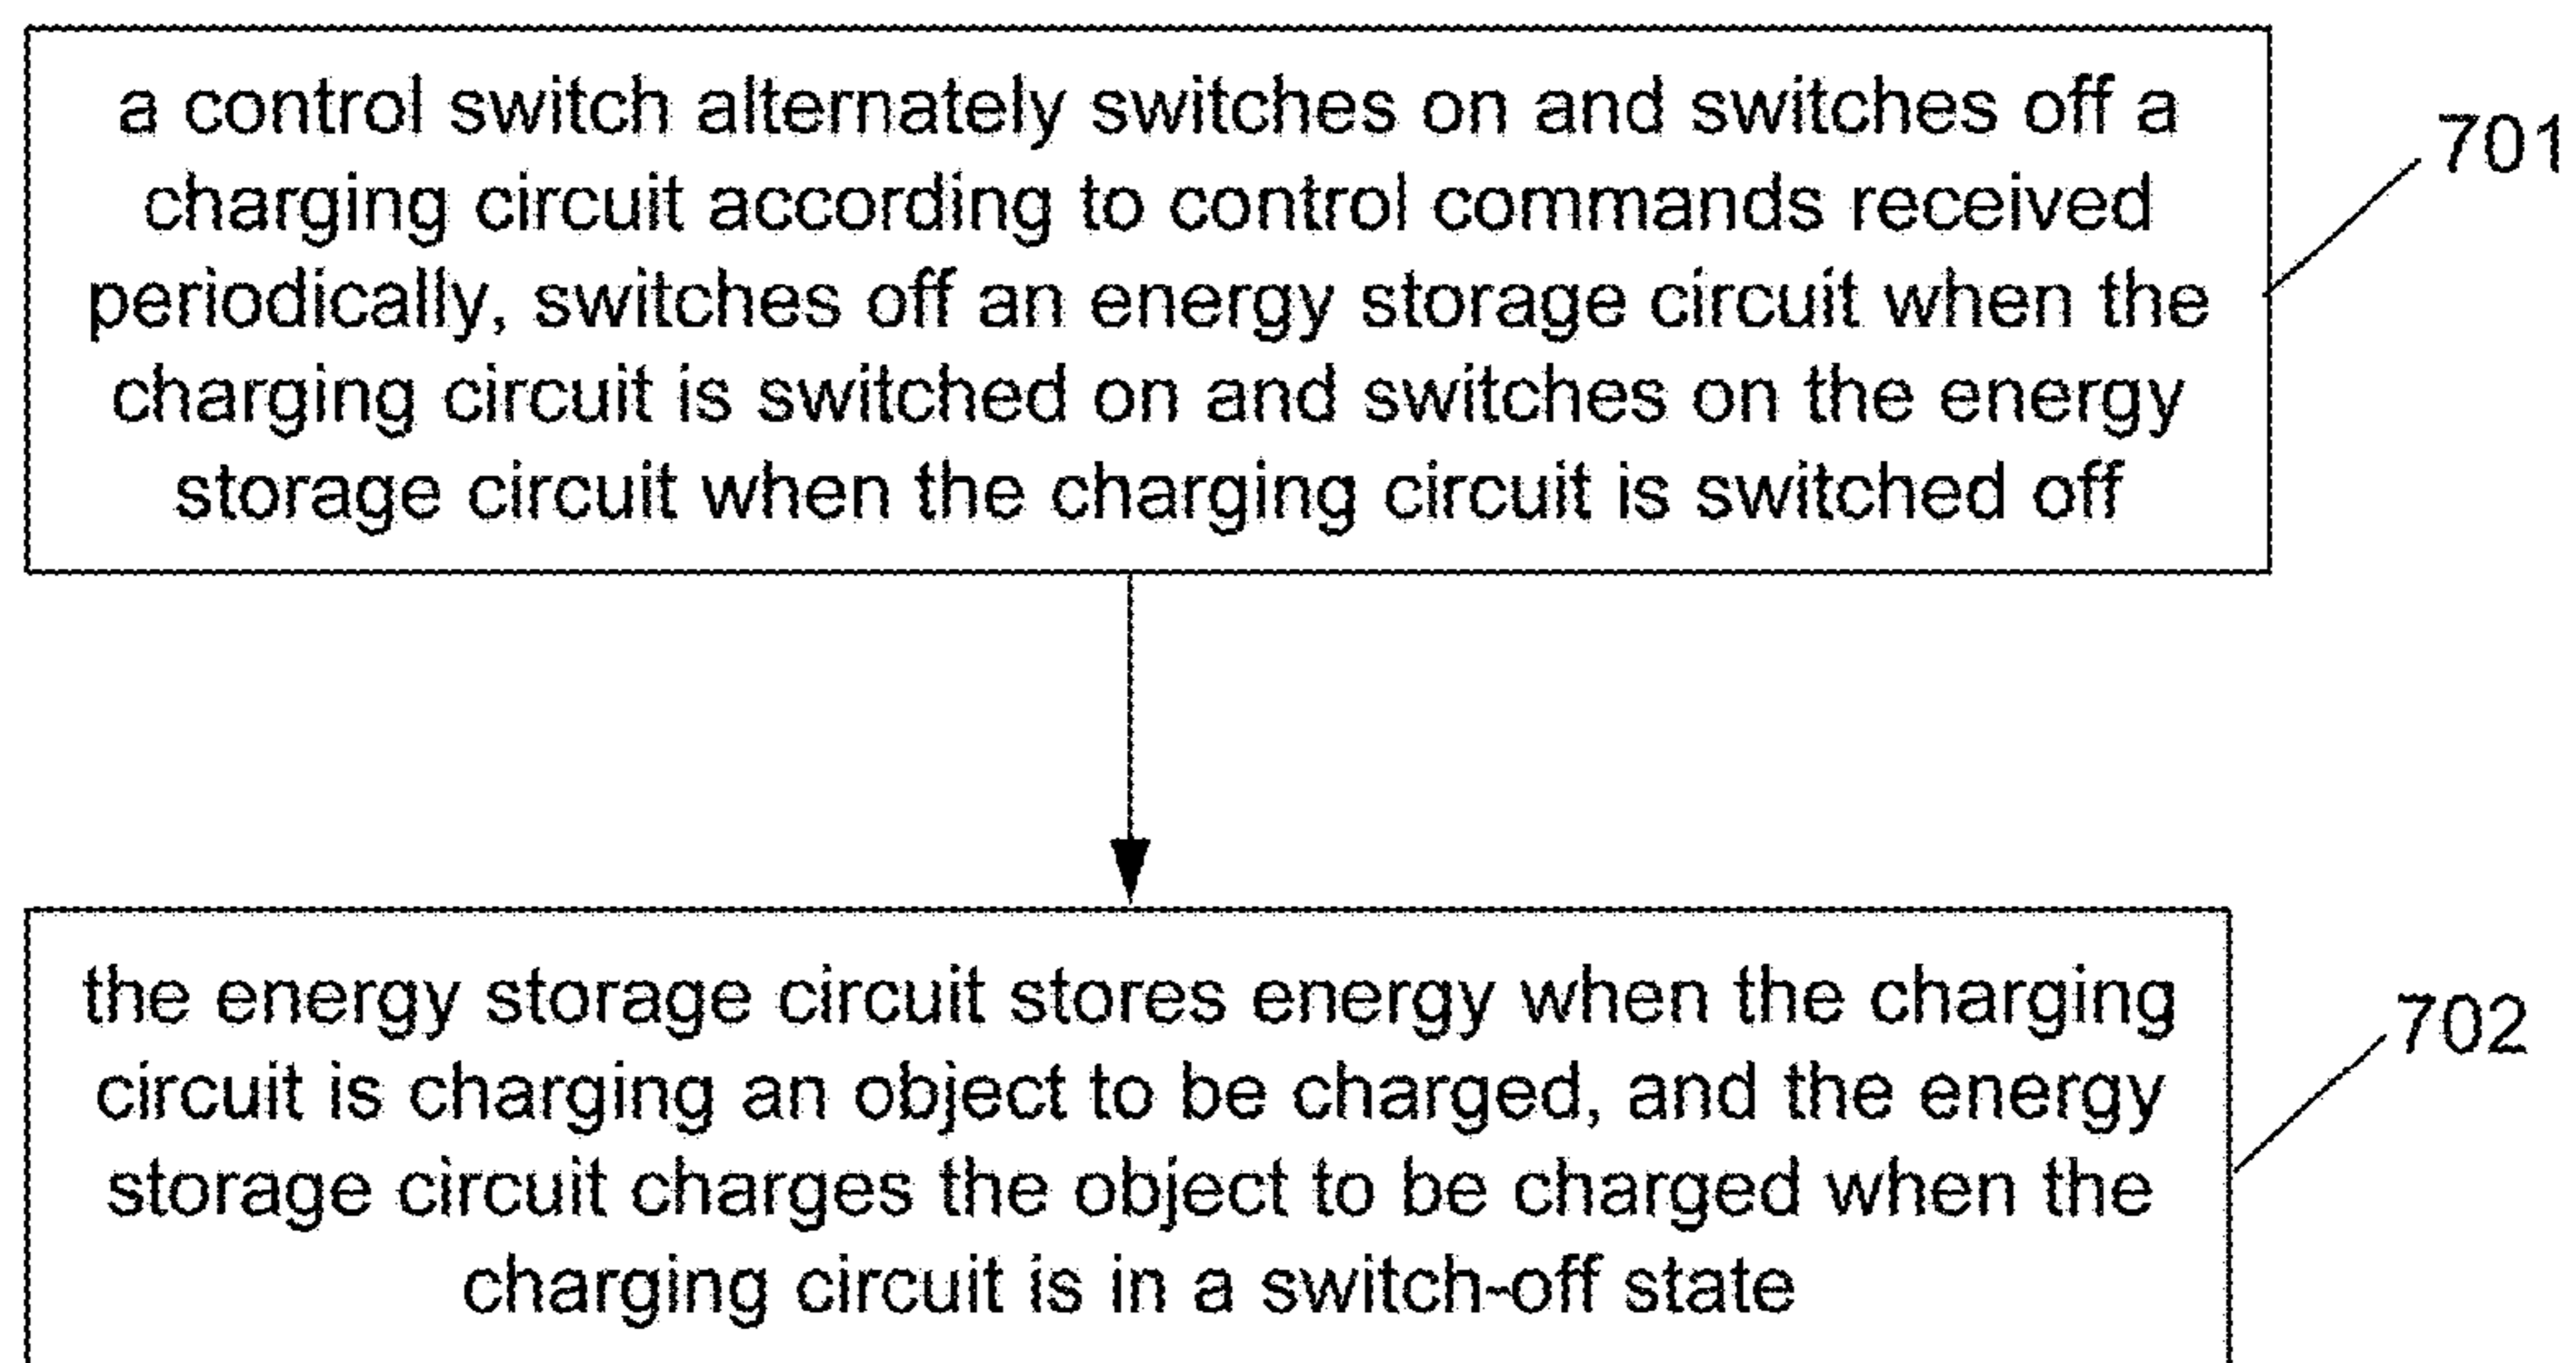 a control switch alternately switches on and switches off a
charging circuit according to control commands received
periodically, switches off an energy storage circuit when the
charging circuit is switched on and switches on the energy
storage circuit when the charging circuit is switched off
701
the energy storage circuit stores energy when the charging
circuit is charging an object to be charged, and the energy
storage circuit charges the object to be charged when the
charging circuit is in a switch-off state
702